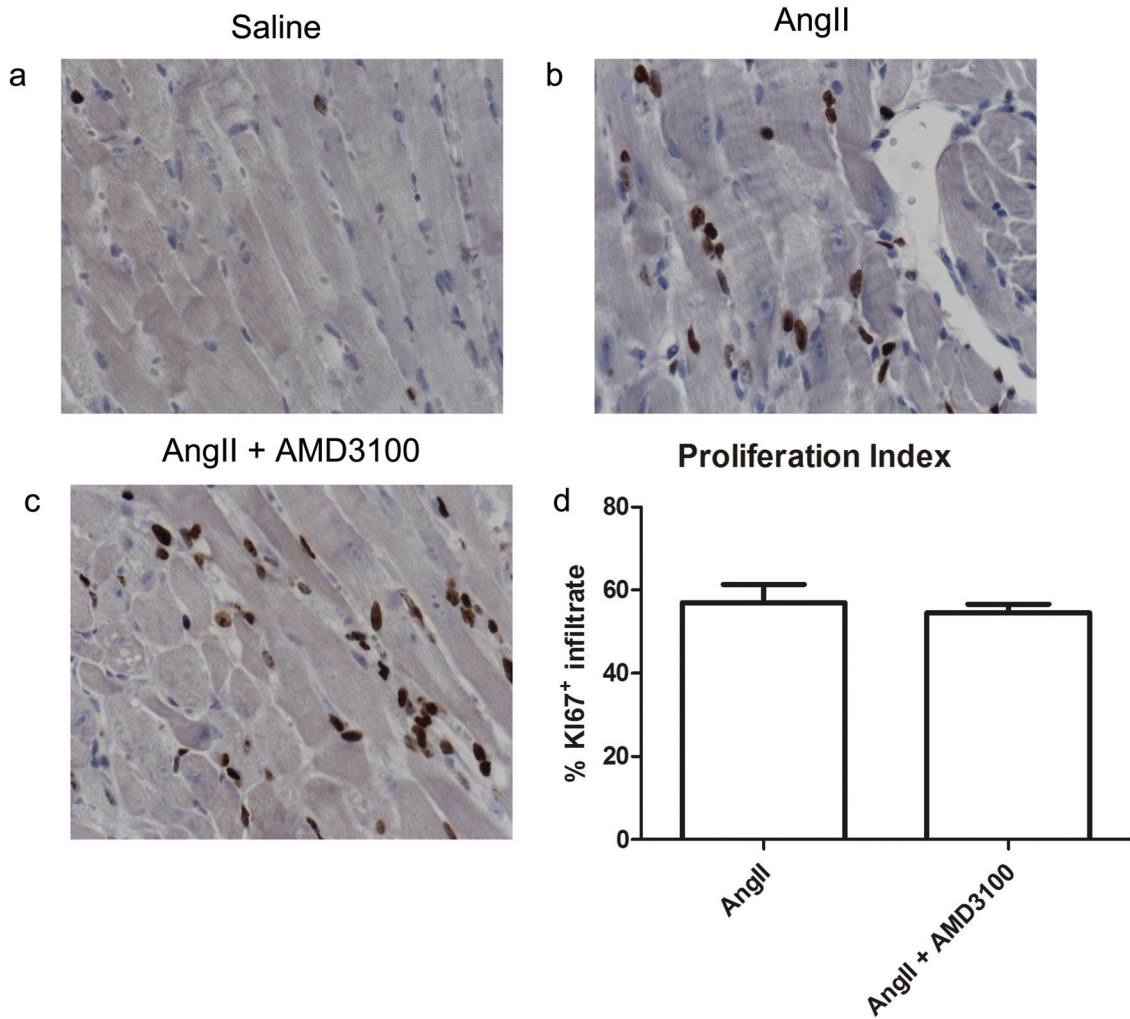 Saline
AngII
a
b
AngII + AMD3100
Proliferation Index
c
d
80
60
40
20
0
% KI67⁺ infiltrate
AngII
AngII + AMD3100